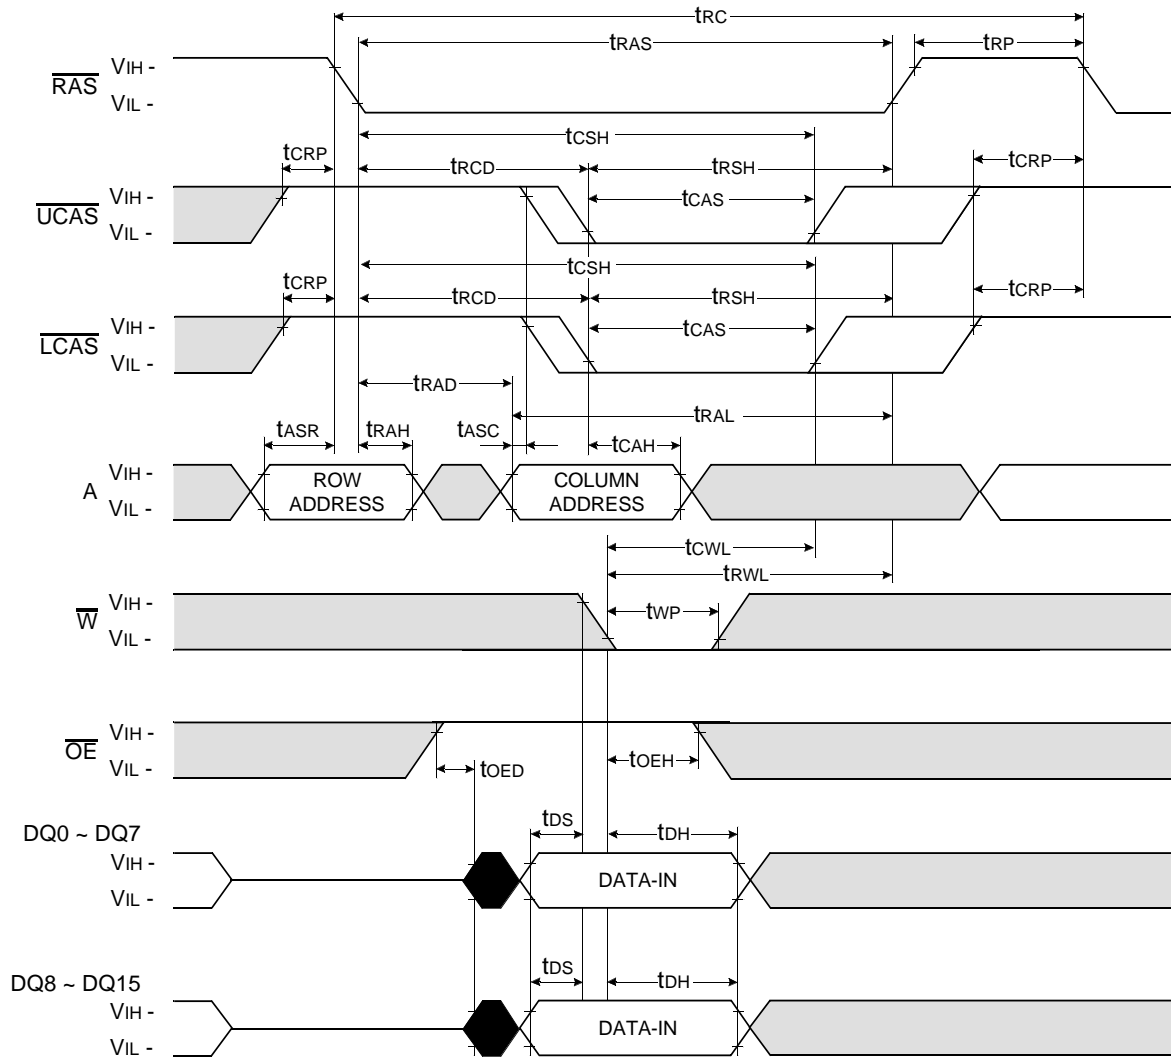 tRC
tRAS
tRP
RAS
VIH -
VIL -
tCSH
tCRP
tRCD
tRSH
tCRP
UCAS
VIH -
VIL -
tCAS
tCSH
tCRP
tRCD
tRSH
tCRP
LCAS
VIH -
VIL -
tCAS
tRAD
tRAL
tASR
tRAH
tASC
tCAH
A
VIH -
VIL -
ROW
ADDRESS
COLUMN
ADDRESS
tCWL
tRWL
W
VIH -
VIL -
tWP
OE
VIH -
VIL -
tOED
tOEH
DQ0 ~ DQ7
tDS
tDH
VIH -
VIL -
DATA-IN
DQ8 ~ DQ15
tDS
tDH
VIH -
VIL -
DATA-IN